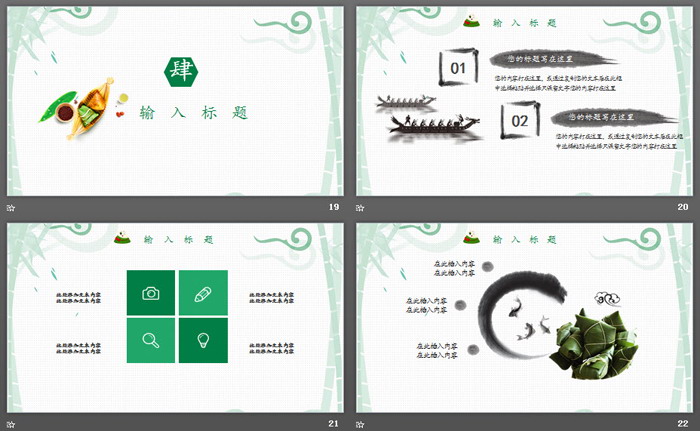 肆
输入标题
19
输入标题
01
您的标题写在这里
您的内容打在这里，或通过复制您的文本后在此框
中选择粘贴并选择只保留文字您的内容打在这里
02
您的标题写在这里
您的内容打在这里，或通过复制您的文本后在此框
中选择粘贴并选择只保留文字您的内容打在这里
20
输入标题
此处添加文本内容
此处添加文本内容
此处添加文本内容
此处添加文本内容
此处添加文本内容
此处添加文本内容
此处添加文本内容
此处添加文本内容
21
输入标题
在此输入内容
在此输入内容
在此输入内容
在此输入内容
在此输入内容
在此输入内容
22